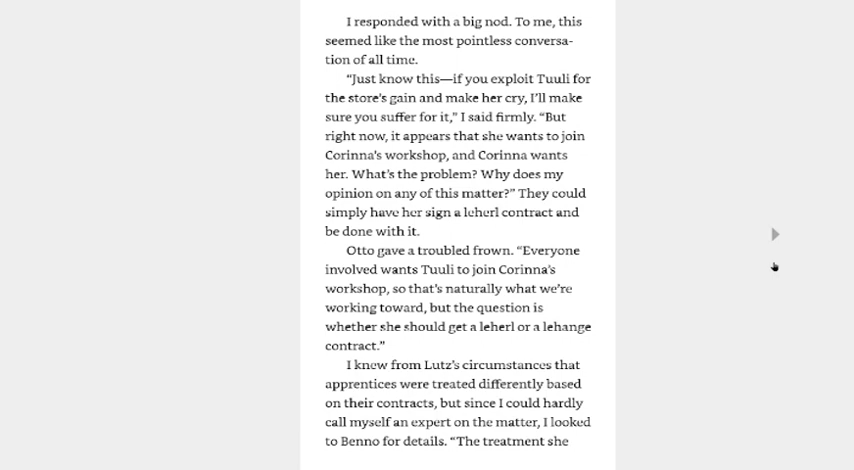 I responded with a big nod. To me, this
seemed like the most pointless conversa-
tion of all time.
“Just know this—if you exploit Tuuli for
the store’s gain and make her cry, I’ll make
sure you suffer for it,” I said firmly. “But
right now, it appears that she wants to join
Corinna’s workshop, and Corinna wants
her. What’s the problem? Why does my
opinion on any of this matter?” They could
simply have her sign a leherl contract and
be done with it.
Otto gave a troubled frown. “Everyone
involved wants Tuuli to join Corinna’s
workshop, so that’s naturally what we’re
working toward, but the question is
whether she should get a leherl or a lehange
contract.”
I knew from Lutz’s circumstances that
apprentices were treated differently based
on their contracts, but since I could hardly
call myself an expert on the matter, I looked
to Benno for details. “The treatment she